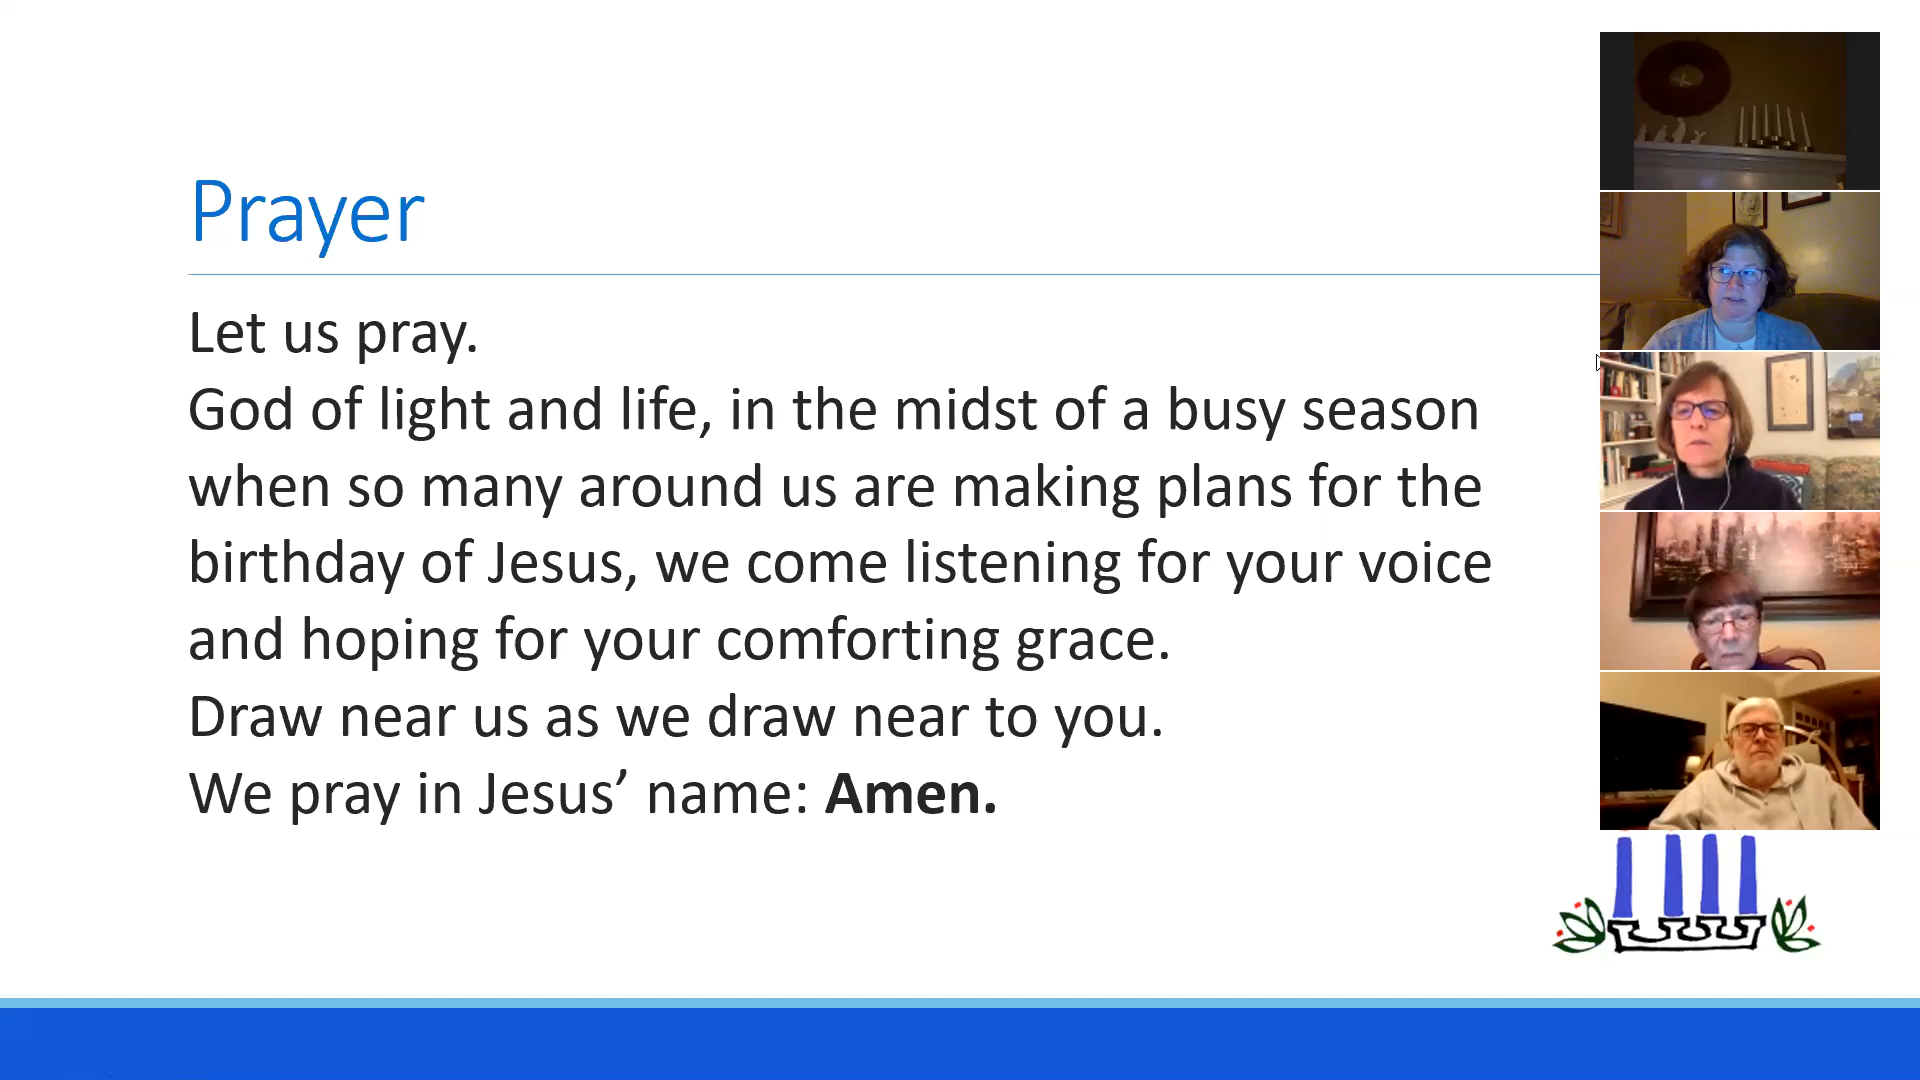 Prayer
Let us pray.
God of light and life, in the midst of a busy season
when so many around us are making plans for the
birthday of Jesus, we come listening for your voice
and hoping for your comforting grace.
Draw near us as we draw near to you.
We pray in Jesus’ name: Amen.